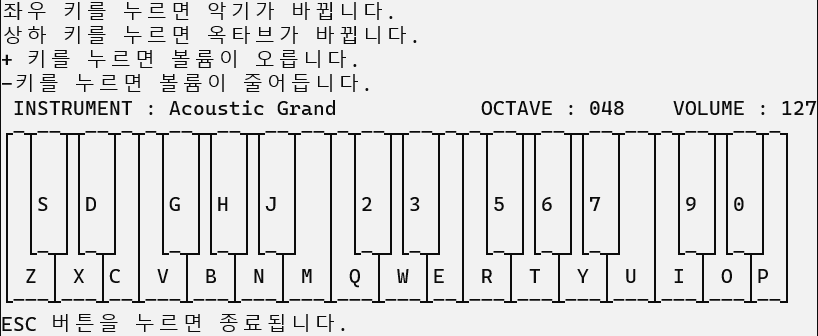 좌우 키를 누르면 악기가 바뀝니다.
상하 키를 누르면 옥타브가 바뀝니다.
+ 키를 누르면 볼륨이 오릅니다.
-키를 누르면 볼륨이 줄어듭니다.
INSTRUMENT : Acoustic Grand OCTAVE : 048 VOLUME : 127
S D G H J 2 3 5 6 7 9 0
Z X C V B N M Q W E R T Y U I O P
ESC 버튼을 누르면 종료됩니다.